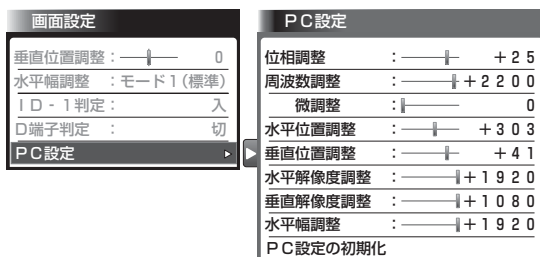 画面設定
垂直位置調整： 0
水平幅調整：モード1(標準)
ID-1判定： 入
D端子判定： 切
PC設定
PC設定
位相調整： +25
周波数調整： +2200
微調整： 0
水平位置調整： +303
垂直位置調整： +41
水平解像度調整： +1920
垂直解像度調整： +1080
水平幅調整： +1920
PC設定の初期化